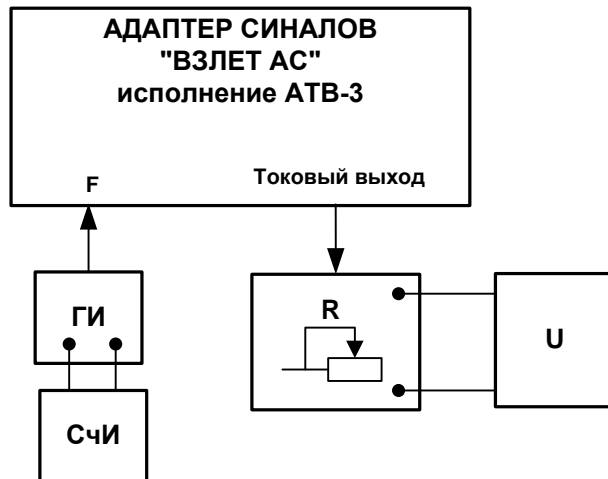 АДАПТЕР СИНАЛОВ
"ВЗЛЕТ АС"
исполнение АТВ-3
F
Токовый выход
ГИ
R
U
СчИ